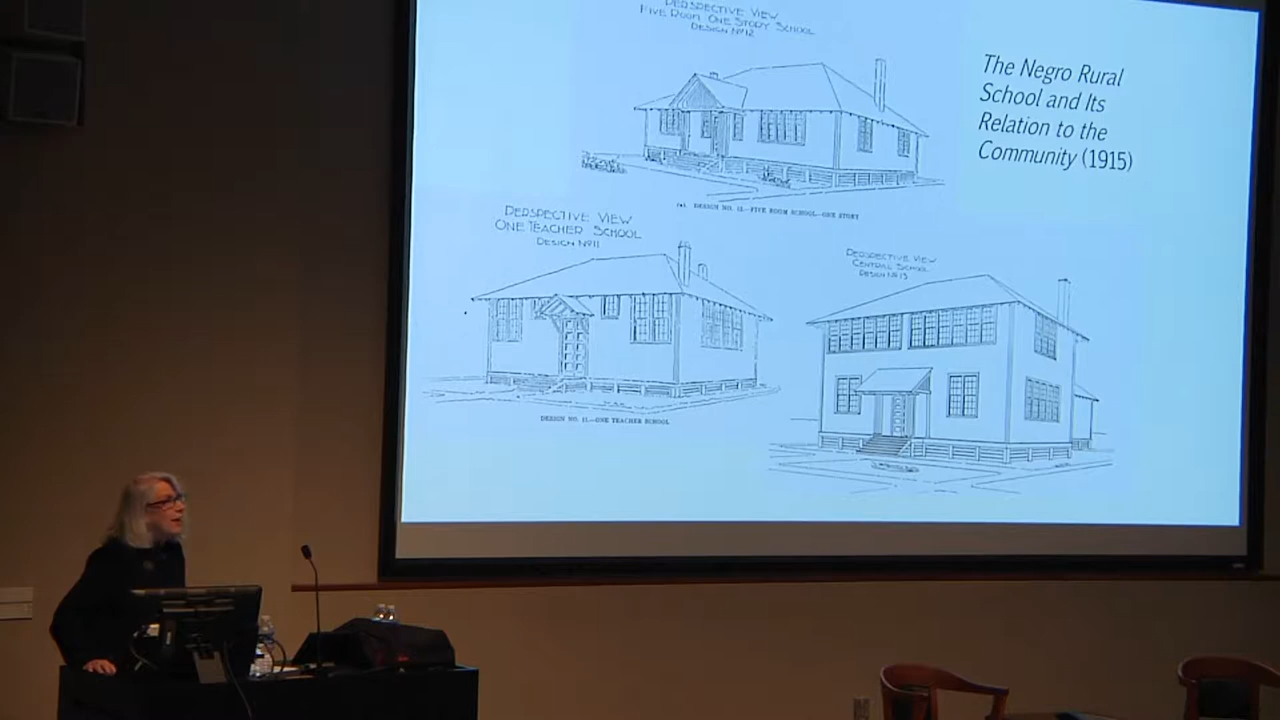 PERSPECTIVE VIEW
FIVE ROOM ONE STORY SCHOOL
DESIGN No12
The Negro Rural
School and Its
Relation to the
Community (1915)
DESIGN NO. 12.—FIVE ROOM SCHOOL—ONE STORY
PERSPECTIVE VIEW
ONE TEACHER SCHOOL
DESIGN No11
DESIGN NO. 11.—ONE TEACHER SCHOOL
PERSPECTIVE VIEW
CENTRAL SCHOOL
DESIGN No13